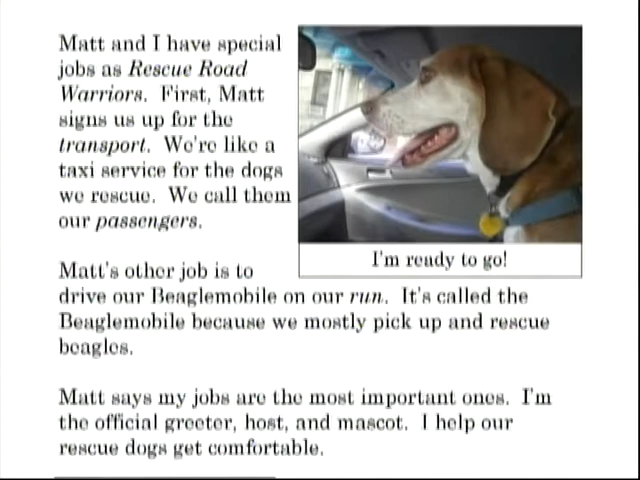 Matt and I have special
jobs as Rescue Road
Warriors. First, Matt
signs us up for the
transport. We're like a
taxi service for the dogs
we rescue. We call them
our passengers.
I'm ready to go!
Matt's other job is to
drive our Beaglemobile on our run. It's called the
Beaglemobile because we mostly pick up and rescue
beagles.
Matt says my jobs are the most important ones. I'm
the official greeter, host, and mascot. I help our
rescue dogs get comfortable.